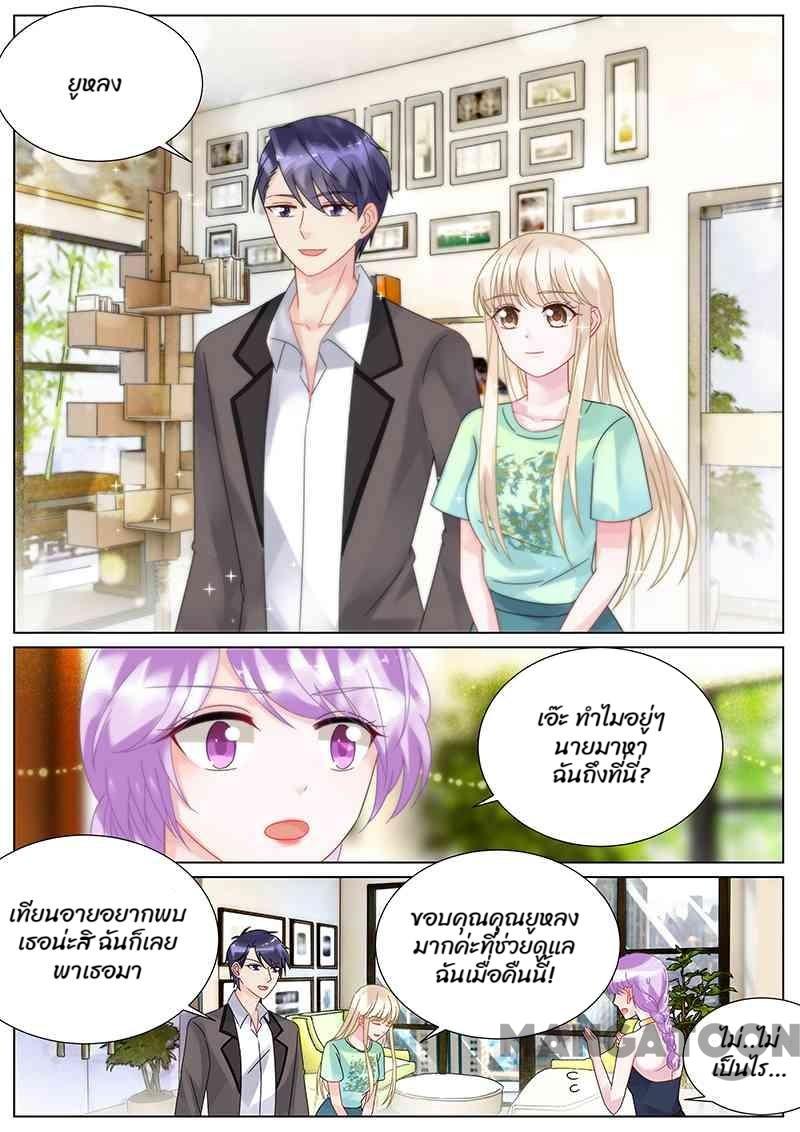 ยูหลง
เอ๊ะ ทำไมอยู่ๆ
นายมาหา
ฉันถึงที่นี่?
เทียนอายอยากพบ
เธอน่ะสิ ฉันก็เลย
พาเธอมา
ขอบคุณคุณยูหลง
มากค่ะที่ช่วยดูแล
ฉันเมื่อคืนนี้!
ไม่..ไม่
เป็นไร...
MANGATOON